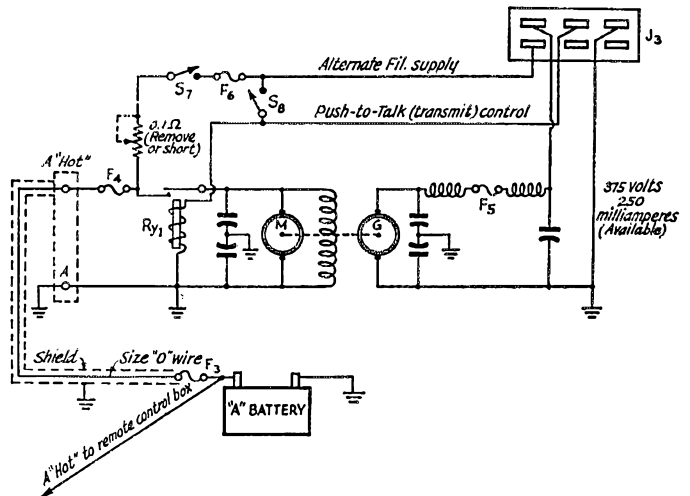 J3
Alternate Fil. supply
S7
F6
S8
Push-to-Talk (transmit) control
0.1Ω
(Remove
or short)
A "Hot"
F4
Ry1
M
G
F5
375 volts
250
milliamperes
(Available)
A
Shield
Size "O" wire
F3
"A" BATTERY
A "Hot" to remote control box